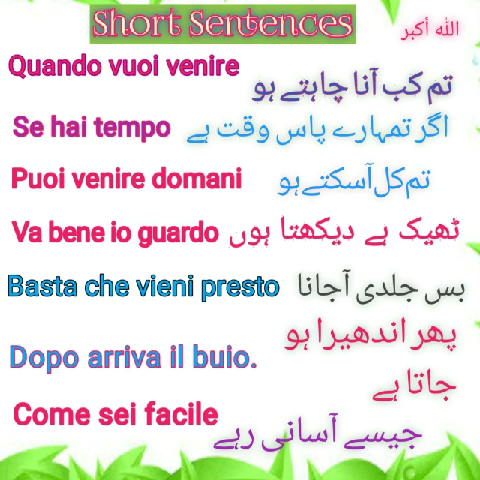 Short Sentences الله أكبر
Quando vuoi venire تم کب آنا چاہتے ہو
Se hai tempo اگر تمہارے پاس وقت ہے
Puoi venire domani تم کل آسکتے ہو
Va bene io guardo ٹھیک ہے دیکھتا ہوں
Basta che vieni presto بس جلدی آجانا
Dopo arriva il buio. پھر اندھیرا ہو
جاتا ہے
Come sei facile جیسے آسانی رہے